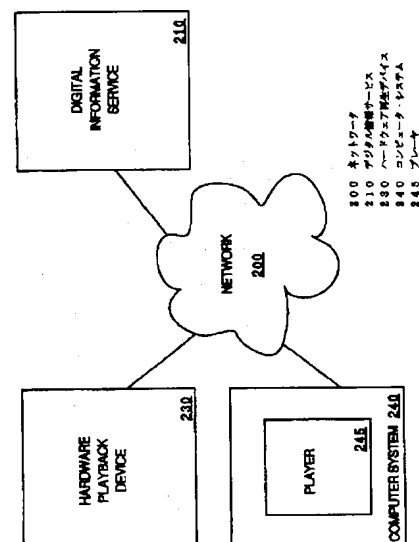 DIGITAL
INFORMATION
SERVICE
210
NETWORK
200
HARDWARE
PLAYBACK
DEVICE
230
PLAYER
245
COMPUTER SYSTEM 240
200 ネットワーク
210 デジタル情報サービス
230 ハードウェア再生デバイス
240 コンピュータ・システム
245 プレーヤ